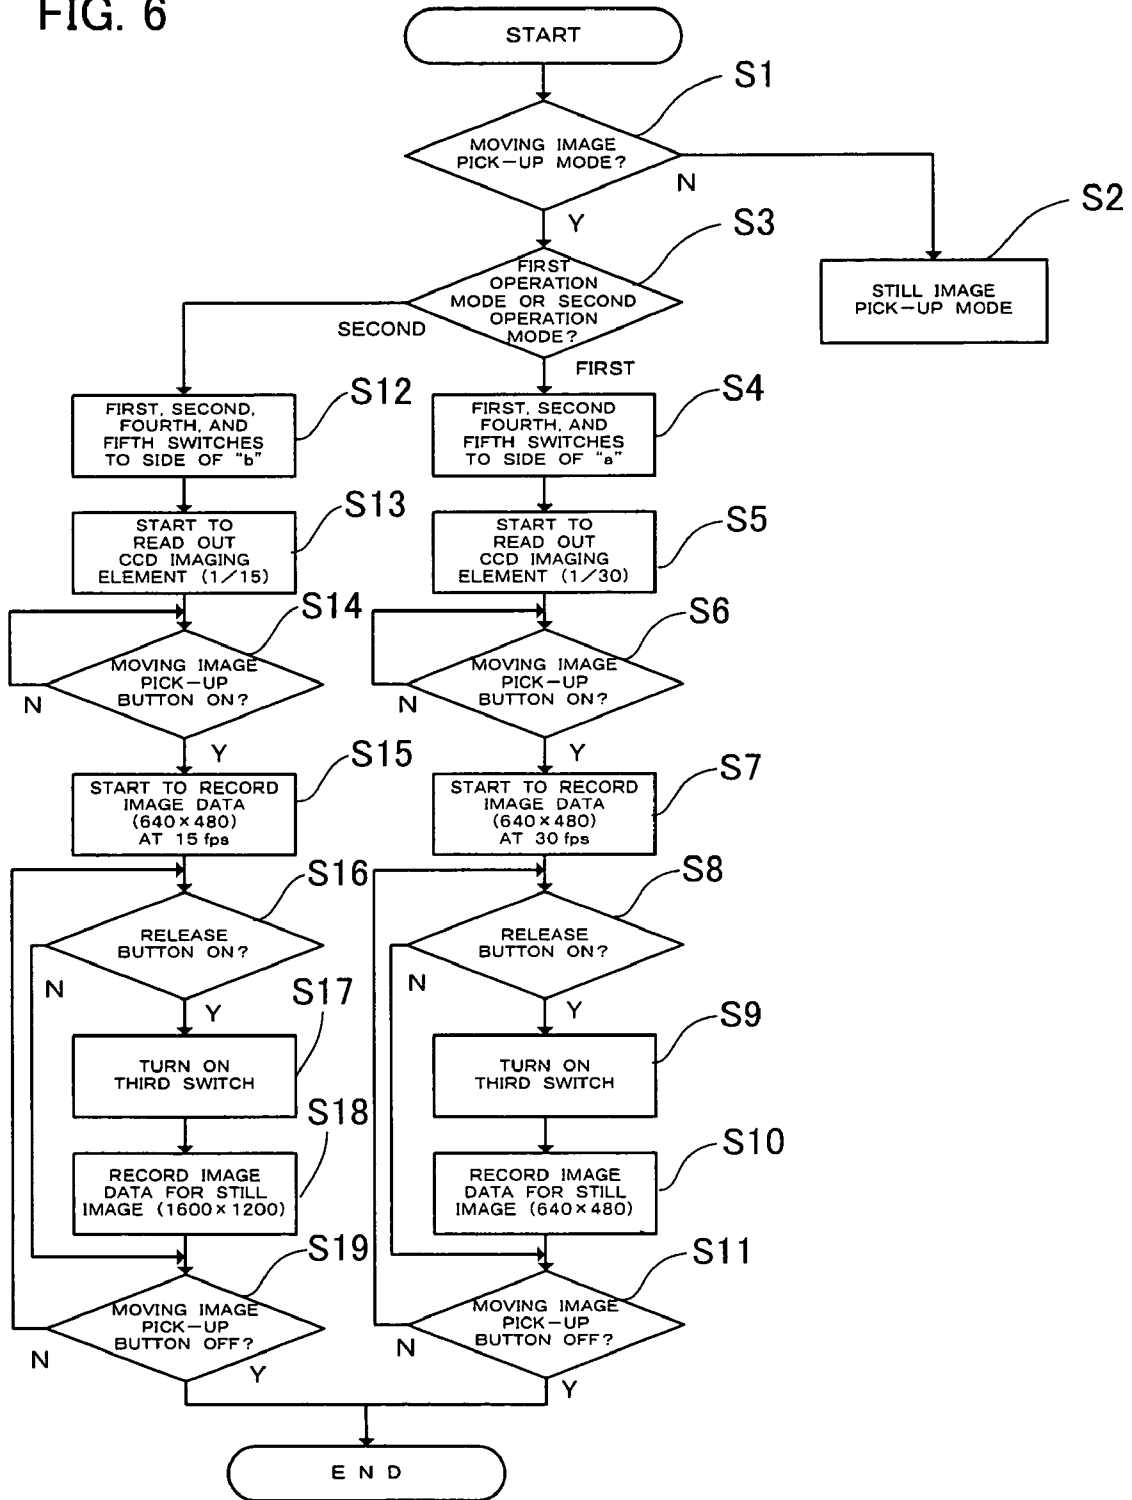 FIG. 6
START
S1
MOVING IMAGE
PICK-UP MODE?
N
Y
S2
STILL IMAGE
PICK-UP MODE
S3
FIRST
OPERATION
MODE OR SECOND
OPERATION
MODE?
SECOND
FIRST
S12
FIRST, SECOND,
FOURTH, AND
FIFTH SWITCHES
TO SIDE OF "b"
S4
FIRST, SECOND
FOURTH, AND
FIFTH SWITCHES
TO SIDE OF "a"
S13
START TO
READ OUT
CCD IMAGING
ELEMENT (1/15)
S5
START TO
READ OUT
CCD IMAGING
ELEMENT (1/30)
S14
MOVING IMAGE
PICK-UP
BUTTON ON?
N
Y
S6
MOVING IMAGE
PICK-UP
BUTTON ON?
N
Y
S15
START TO RECORD
IMAGE DATA
(640×480)
AT 15 fps
S7
START TO RECORD
IMAGE DATA
(640×480)
AT 30 fps
S16
RELEASE
BUTTON ON?
N
Y
S8
RELEASE
BUTTON ON?
N
Y
S17
TURN ON
THIRD SWITCH
S9
TURN ON
THIRD SWITCH
S18
RECORD IMAGE
DATA FOR STILL
IMAGE (1600×1200)
S10
RECORD IMAGE
DATA FOR STILL
IMAGE (640×480)
S19
MOVING IMAGE
PICK-UP
BUTTON OFF?
N
Y
S11
MOVING IMAGE
PICK-UP
BUTTON OFF?
N
Y
END